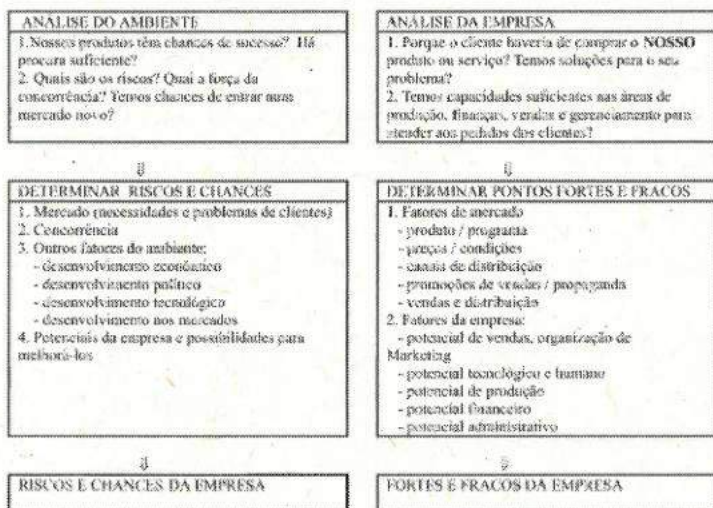 ANÁLISE DO AMBIENTE
1. Nossos produtos têm chances de sucesso? Há
procura suficiente?
2. Quais são os riscos? Qual a força da
concorrência? Temos chances de entrar num
mercado novo?
ANÁLISE DA EMPRESA
1. Porque o cliente haveria de comprar o NOSSO
produto ou serviço? Temos soluções para o seu
problema?
2. Temos capacidades suficientes nas áreas de
produção, finanças, vendas e gerenciamento para
atender aos pedidos dos clientes?
⇓
⇓
DETERMINAR RISCOS E CHANCES
1. Mercado (necessidades e problemas de clientes)
2. Concorrência
3. Outros fatores do ambiente:
- desenvolvimento econômico
- desenvolvimento político
- desenvolvimento tecnológico
- desenvolvimento nos mercados
4. Potenciais da empresa e possibilidades para
melhorá-los
DETERMINAR PONTOS FORTES E FRACOS
1. Fatores de mercado
- produto / programa
- preços / condições
- canais de distribuição
- promoções de vendas / propaganda
- vendas e distribuição
2. Fatores da empresa:
- potencial de vendas, organização de
Marketing
- potencial tecnológico e humano
- potencial de produção
- potencial financeiro
- potencial administrativo
⇓
⇓
RISCOS E CHANCES DA EMPRESA
FORTES E FRACOS DA EMPRESA